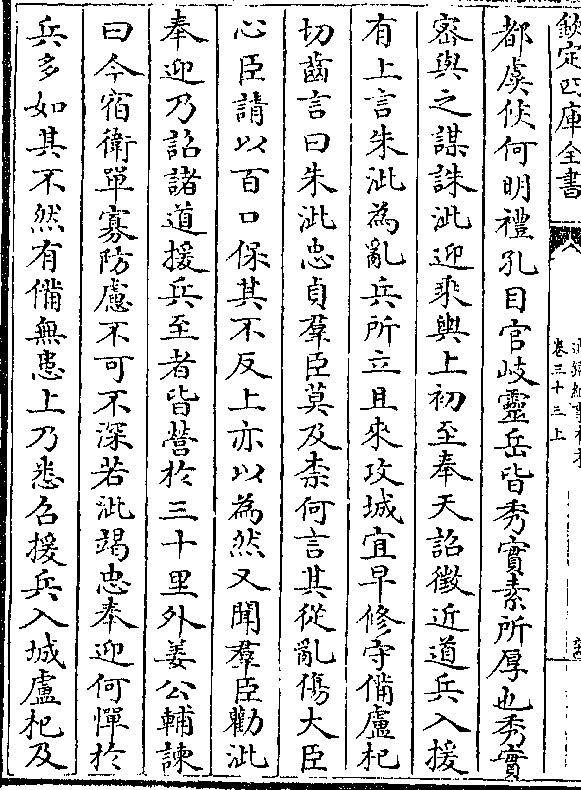 欽定四庫全書
通鑑紀事本末
卷三十三上
都虞候何明禮孔目官岐靈岳皆秀實素所厚也秀實
密與之謀誅泚迎乘輿上初至奉天詔徵近道兵入援
有上言朱泚為亂兵所立且來攻城宜早修守備盧杞
切齒言曰朱泚忠貞羣臣莫及柰何言其從亂傷大臣
心臣請以百口保其不反上亦以為然又聞羣臣勸泚
奉迎乃詔諸道援兵至者皆營於三十里外姜公輔諫
曰今宿衛單寡防慮不可不深若泚竭忠奉迎何憚於
兵多如其不然有備無患上乃悉召援兵入城盧杞及